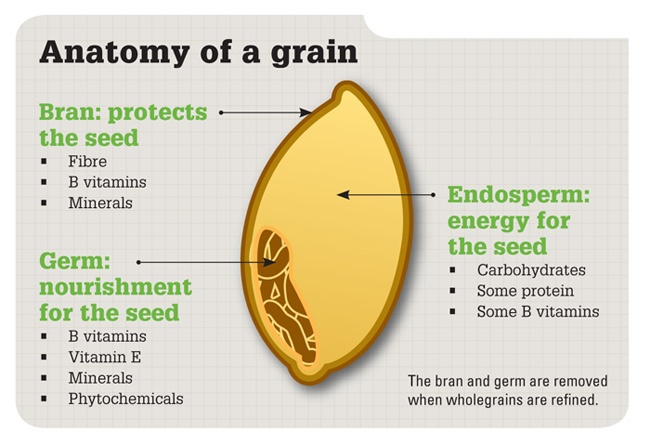 Anatomy of a grain
Bran: protects
the seed
▪ Fibre
▪ B vitamins
▪ Minerals
Germ:
nourishment
for the seed
▪ B vitamins
▪ Vitamin E
▪ Minerals
▪ Phytochemicals
Endosperm:
energy for
the seed
▪ Carbohydrates
▪ Some protein
▪ Some B vitamins
The bran and germ are removed
when wholegrains are refined.